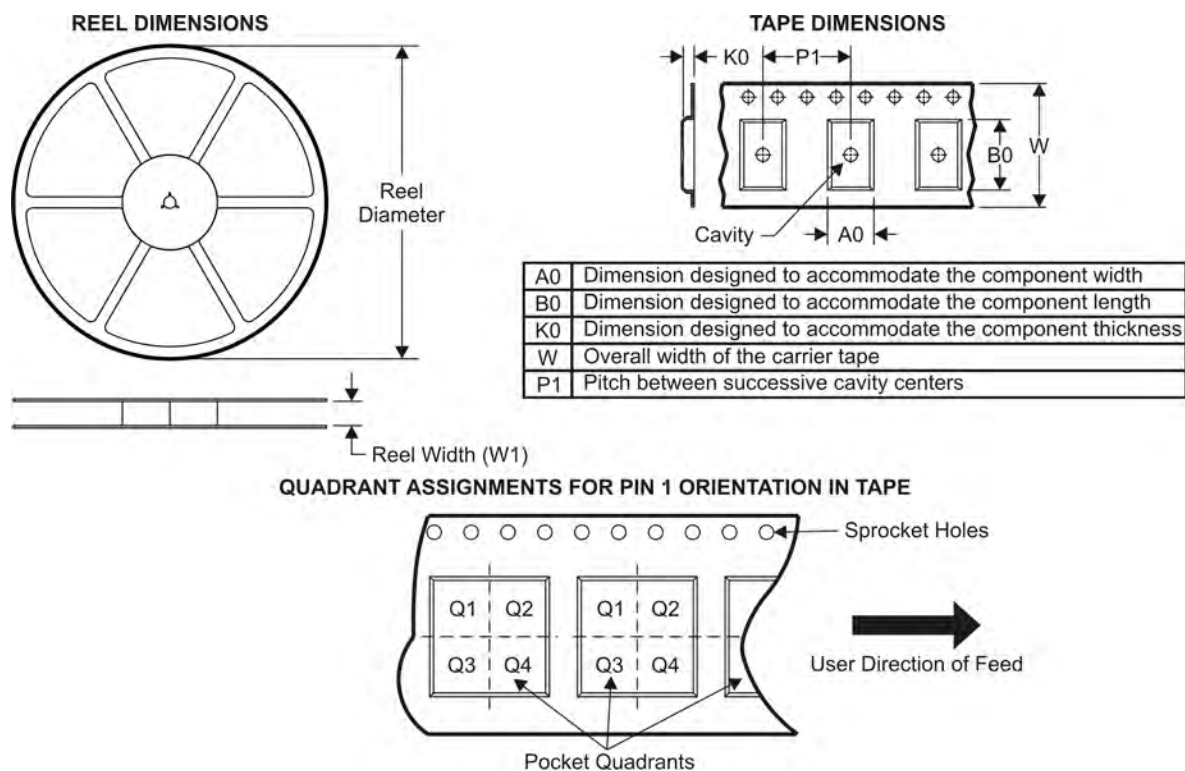 REEL DIMENSIONS
Reel
Diameter
Reel Width (W1)
TAPE DIMENSIONS
K0
P1
B0
W
Cavity
A0
A0 Dimension designed to accommodate the component width
B0 Dimension designed to accommodate the component length
K0 Dimension designed to accommodate the component thickness
W Overall width of the carrier tape
P1 Pitch between successive cavity centers
QUADRANT ASSIGNMENTS FOR PIN 1 ORIENTATION IN TAPE
Sprocket Holes
Q1 Q2 Q1 Q2
Q3 Q4 Q3 Q4
User Direction of Feed
Pocket Quadrants